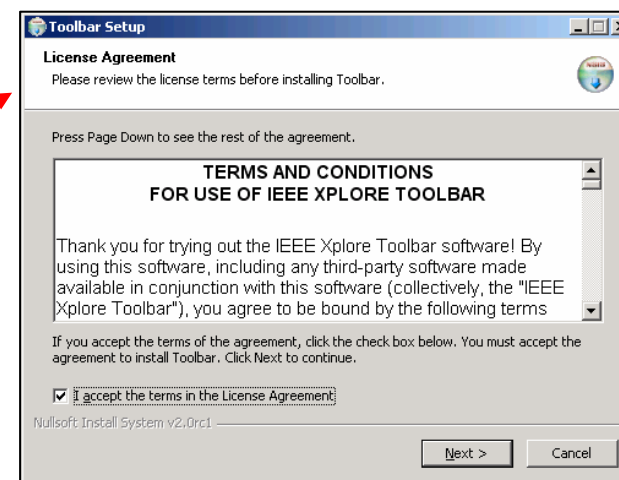 Toolbar Setup
License Agreement
Please review the license terms before installing Toolbar.
Press Page Down to see the rest of the agreement.
TERMS AND CONDITIONS
FOR USE OF IEEE XPLORE TOOLBAR
Thank you for trying out the IEEE Xplore Toolbar software! By
using this software, including any third-party software made
available in conjunction with this software (collectively, the "IEEE
Xplore Toolbar"), you agree to be bound by the following terms
If you accept the terms of the agreement, click the check box below. You must accept the
agreement to install Toolbar. Click Next to continue.
I accept the terms in the License Agreement
Nullsoft Install System v2.0rc1
Next >
Cancel